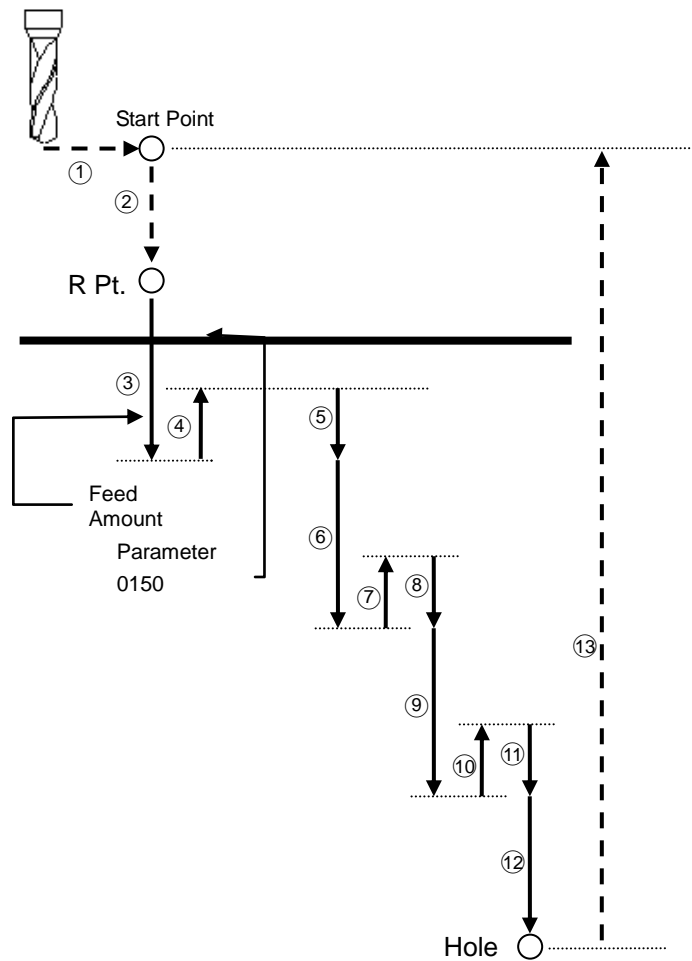 Start Point
①
②
R Pt.
③
④
⑤
Feed
Amount
⑥
Parameter
0150
⑦
⑧
⑬
⑨
⑩
⑪
⑫
Hole